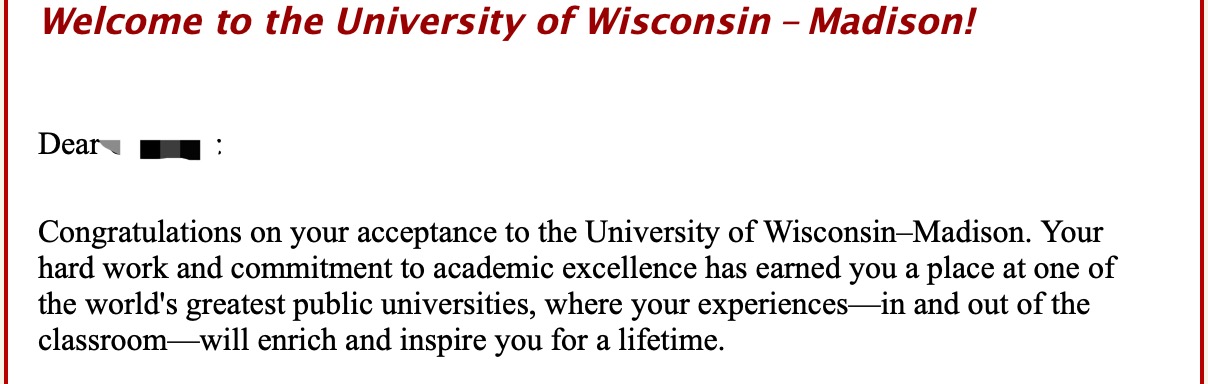 Welcome to the University of Wisconsin – Madison!
Dear :
Congratulations on your acceptance to the University of Wisconsin–Madison. Your
hard work and commitment to academic excellence has earned you a place at one of
the world's greatest public universities, where your experiences—in and out of the
classroom—will enrich and inspire you for a lifetime.